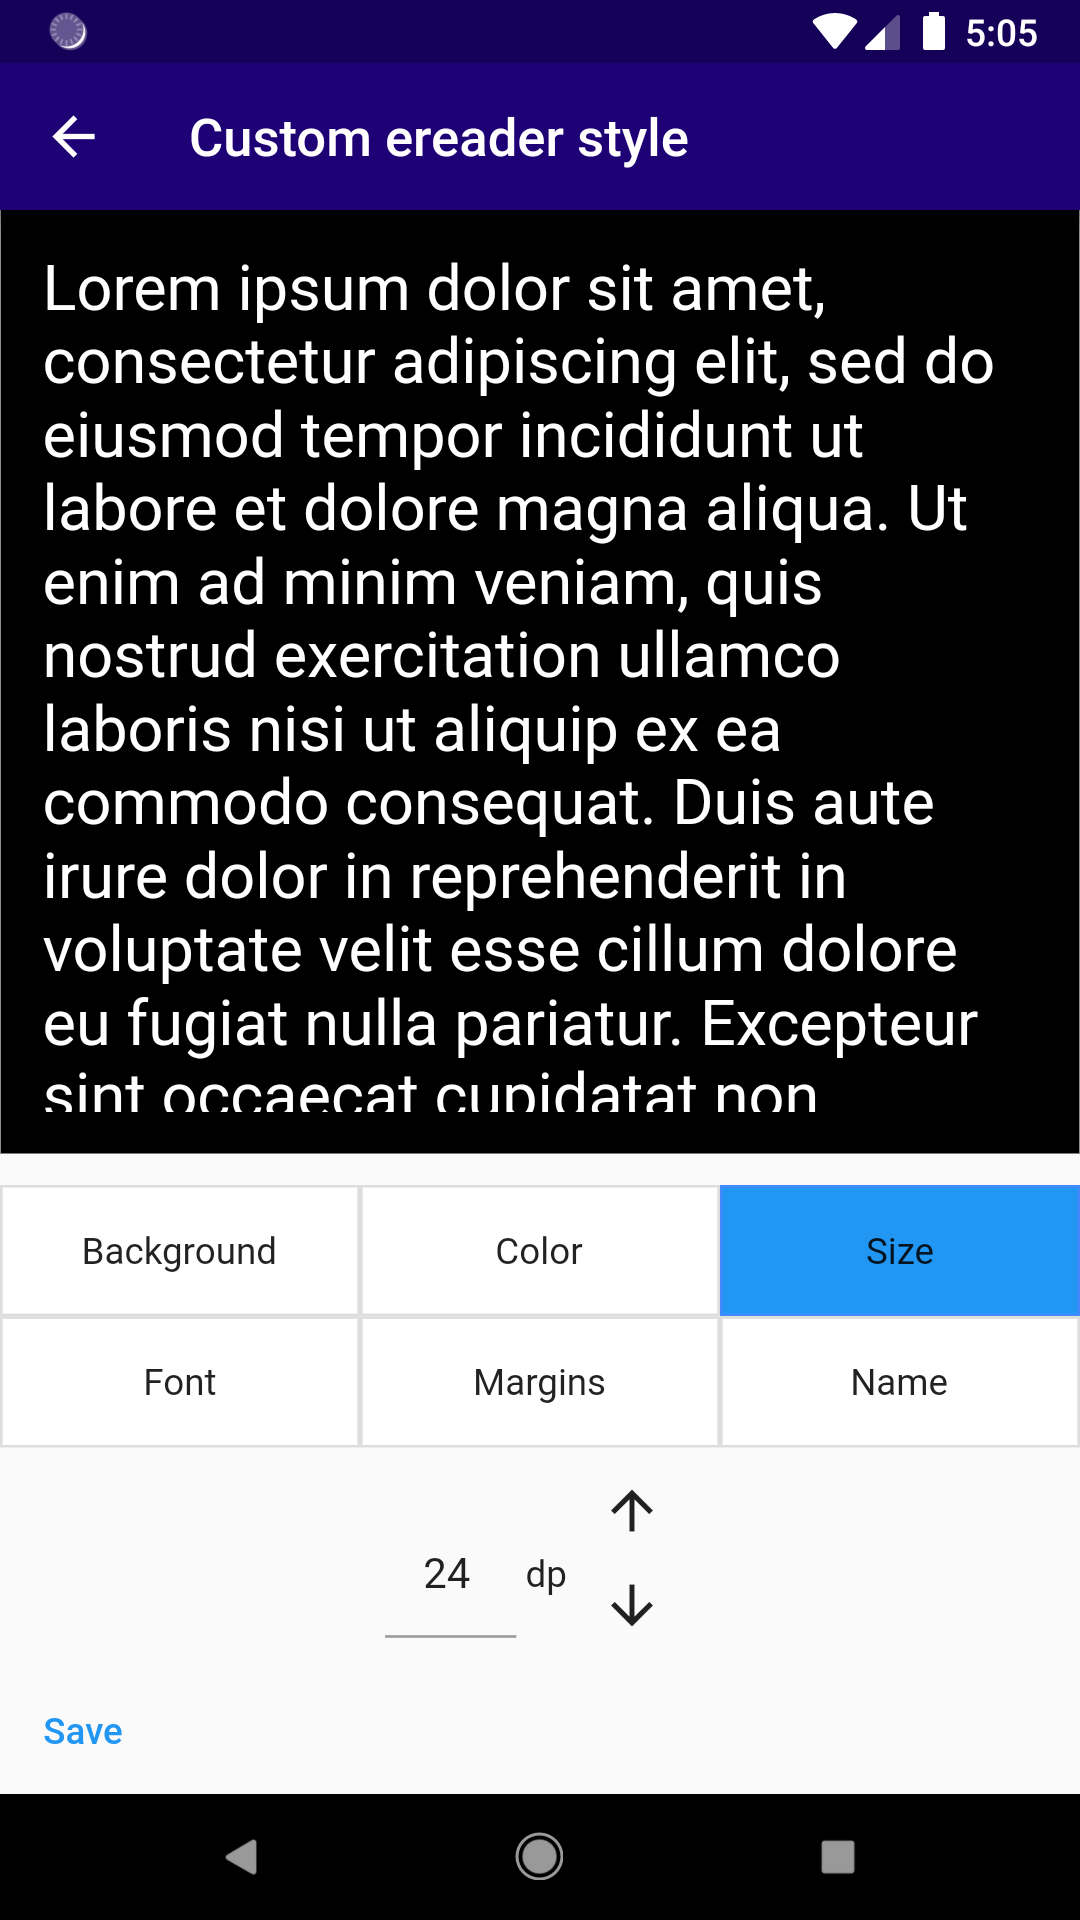 5:05
Custom ereader style
Lorem ipsum dolor sit amet,
consectetur adipiscing elit, sed do
eiusmod tempor incididunt ut
labore et dolore magna aliqua. Ut
enim ad minim veniam, quis
nostrud exercitation ullamco
laboris nisi ut aliquip ex ea
commodo consequat. Duis aute
irure dolor in reprehenderit in
voluptate velit esse cillum dolore
eu fugiat nulla pariatur. Excepteur
sint occaecat cupidatat non
Background Color Size
Font Margins Name
24 dp
Save